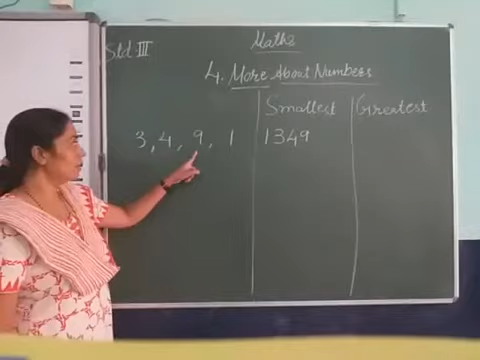 Maths
Std III
4. More About Numbers
Smallest Greatest
3, 4, 9, 1 1349